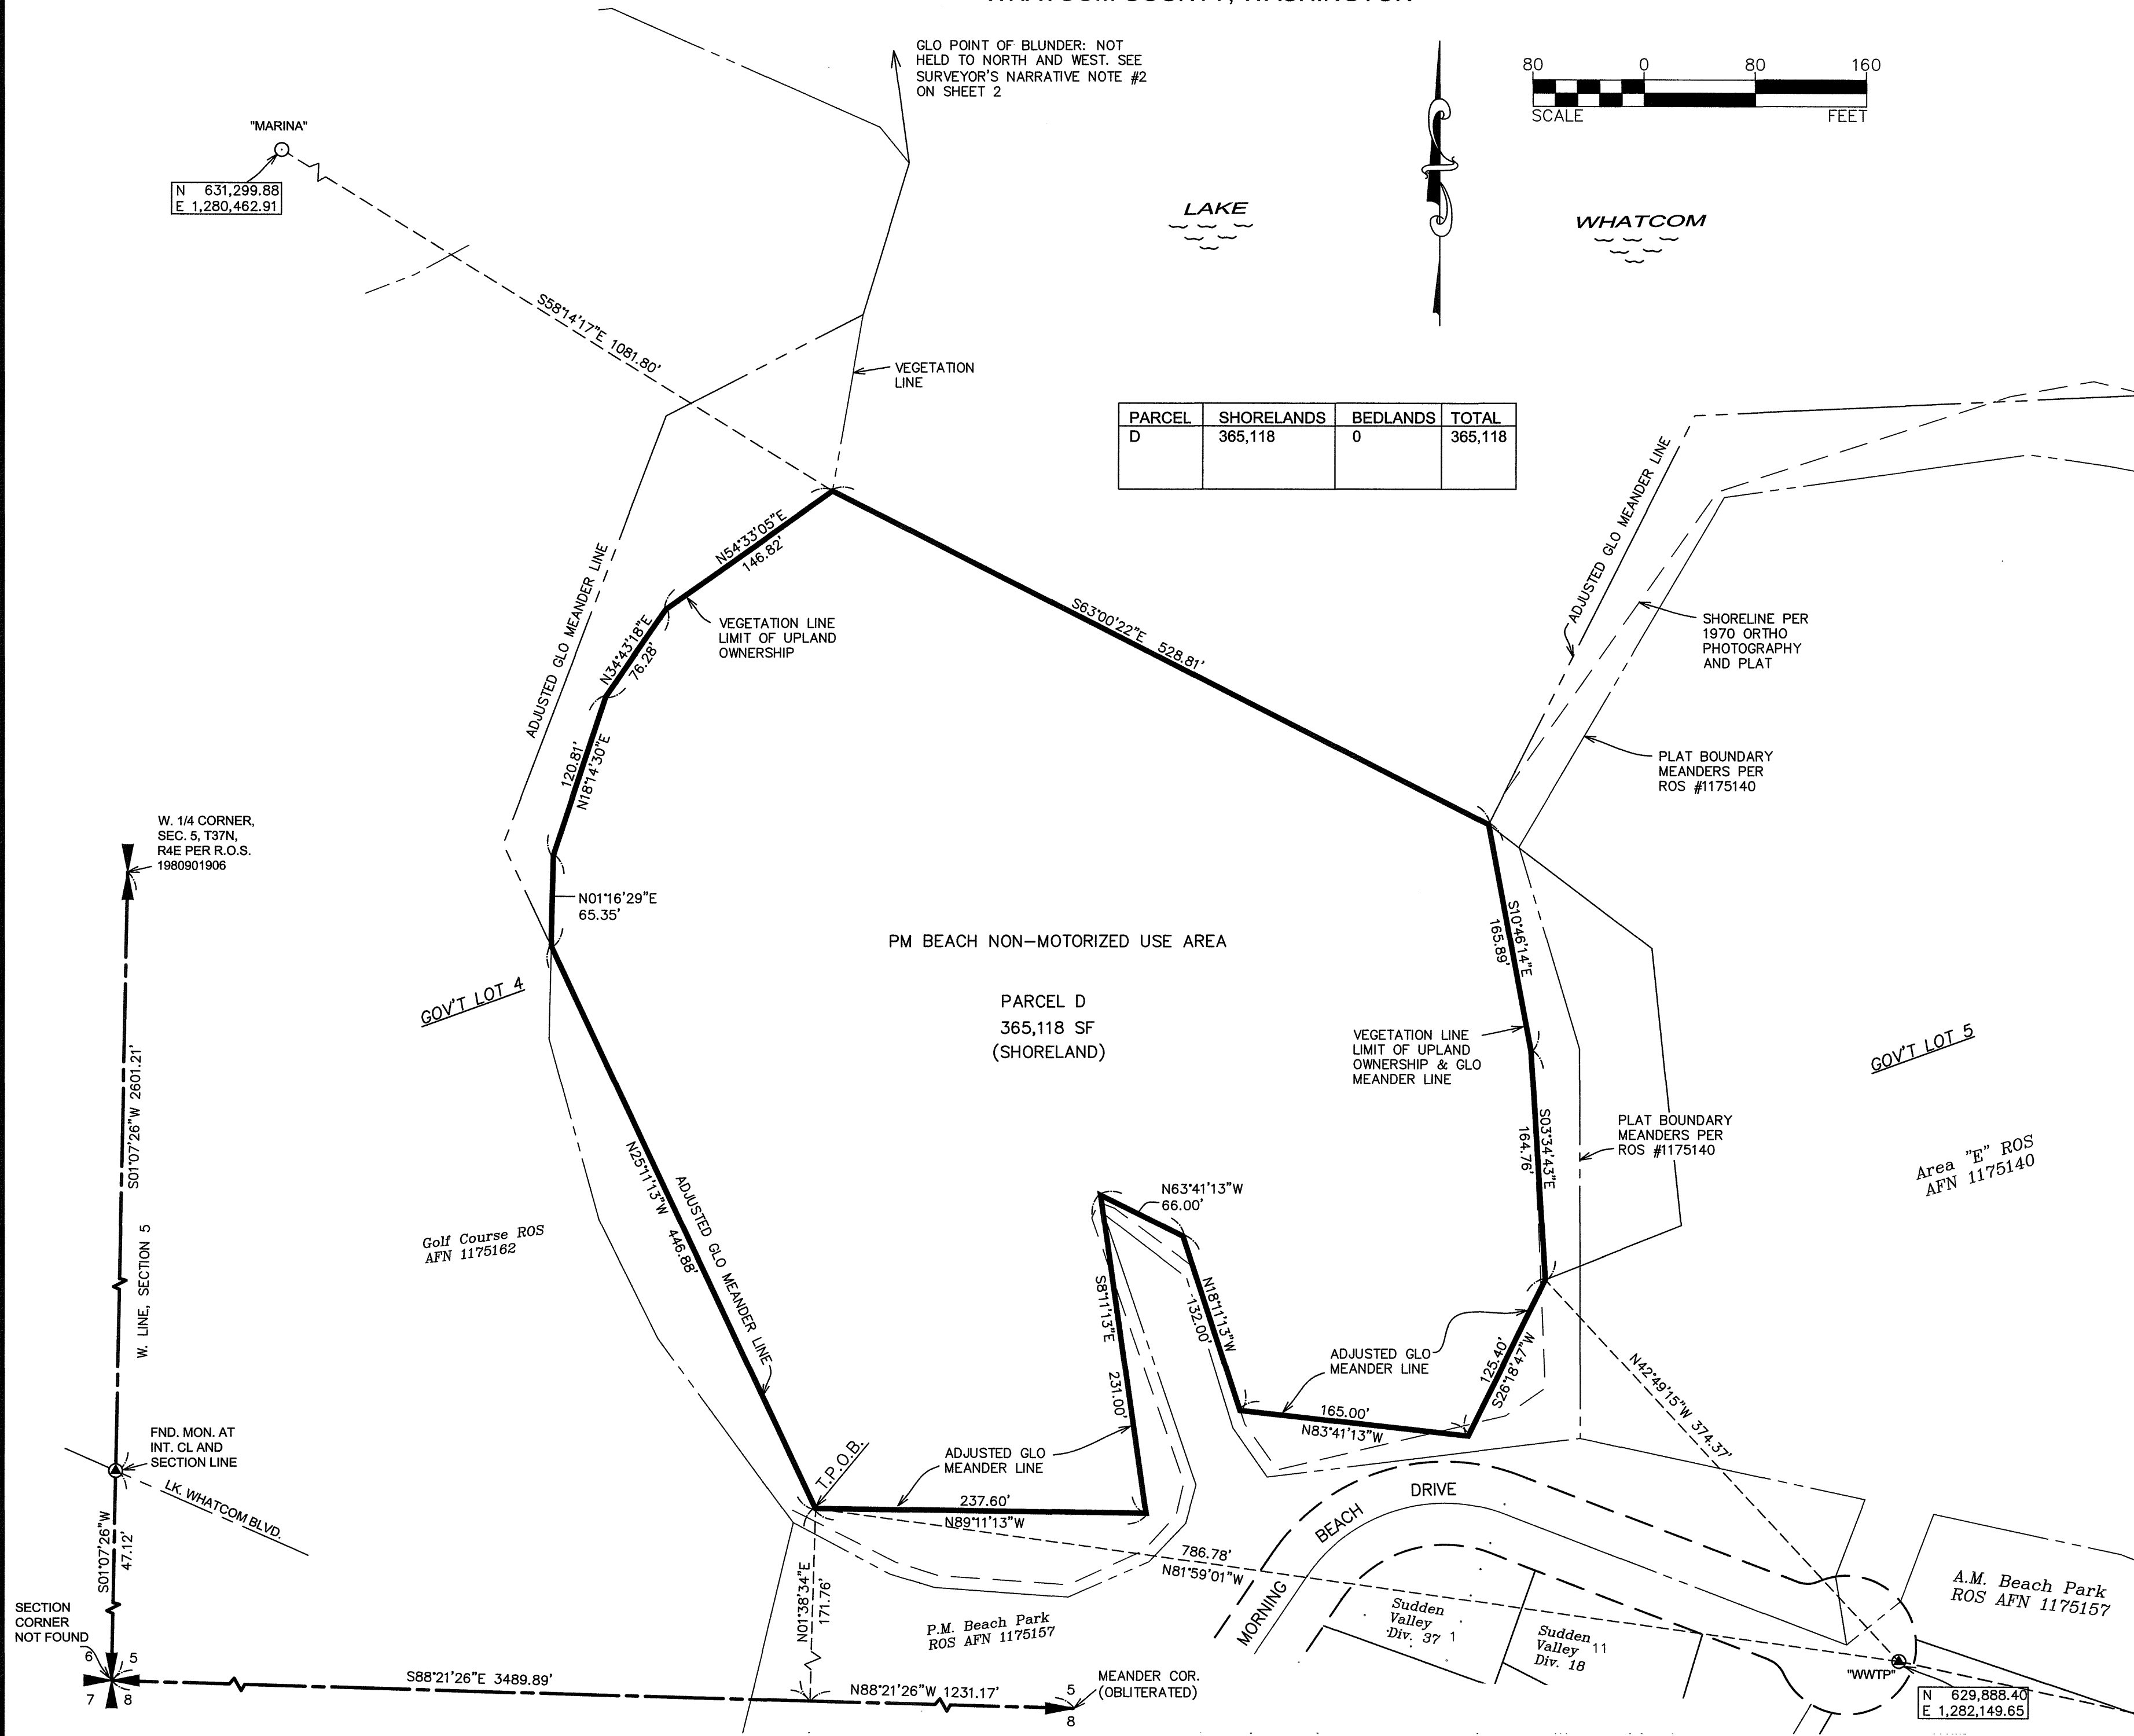 GLO POINT OF BLUNDER: NOT
HELD TO NORTH AND WEST. SEE
SURVEYOR'S NARRATIVE NOTE #2
ON SHEET 2
80 0 80 160
SCALE FEET
"MARINA"
N 631,299.88
E 1,280,462.91
LAKE
WHATCOM
S58°14'17"E 1081.80'
VEGETATION
LINE
PARCEL SHORELANDS BEDLANDS TOTAL
D 365,118 0 365,118
ADJUSTED GLO MEANDER LINE
N54°33'05"E
146.82'
VEGETATION LINE
LIMIT OF UPLAND
OWNERSHIP
N34°43'18"E
76.28'
S63°00'22"E 528.81'
ADJUSTED GLO MEANDER LINE
SHORELINE PER
1970 ORTHO
PHOTOGRAPHY
AND PLAT
PLAT BOUNDARY
MEANDERS PER
ROS #1175140
120.81'
N18°14'30"E
W. 1/4 CORNER,
SEC. 5, T37N,
R4E PER R.O.S.
1980901906
N01°16'29"E
65.35'
PM BEACH NON-MOTORIZED USE AREA
PARCEL D
365,118 SF
(SHORELAND)
S10°46'14"E
165.89'
GOV'T LOT 4
VEGETATION LINE
LIMIT OF UPLAND
OWNERSHIP & GLO
MEANDER LINE
GOV'T LOT 5
S01°07'26"W 2601.21'
W. LINE, SECTION 5
S03°34'43"E
164.76'
PLAT BOUNDARY
MEANDERS PER
ROS #1175140
Area "E" ROS
AFN 1175140
Golf Course ROS
AFN 1175162
N25°11'13"W 446.88'
ADJUSTED GLO MEANDER LINE
N63°41'13"W
66.00'
S8°11'13"E 231.00'
N18°11'13"W
132.00'
ADJUSTED GLO
MEANDER LINE
125.40'
S26°18'47"W
N42°49'15"W 374.37'
165.00'
N83°41'13"W
FND. MON. AT
INT. CL AND
SECTION LINE
LK. WHATCOM BLVD.
T.P.O.B.
ADJUSTED GLO
MEANDER LINE
237.60'
N89°11'13"W
MORNING BEACH DRIVE
786.78'
N81°59'01"W
S01°07'26"W
47.12'
N01°38'34"E
171.76'
P.M. Beach Park
ROS AFN 1175157
Sudden
Valley
Div. 37 1
Sudden
Valley 11
Div. 18
A.M. Beach Park
ROS AFN 1175157
SECTION
CORNER
NOT FOUND
6 5
7 8
S88°21'26"E 3489.89'
N88°21'26"W 1231.17'
MEANDER COR.
(OBLITERATED)
5
8
"WWTP"
N 629,888.40
E 1,282,149.65